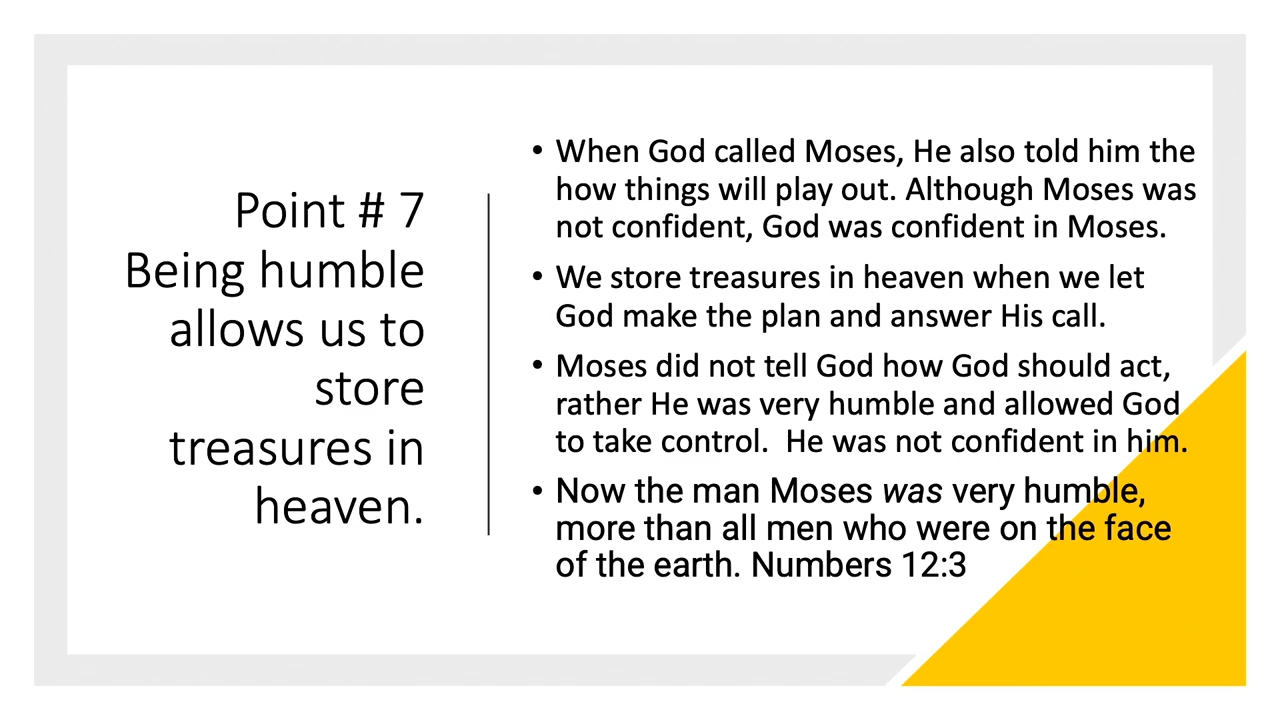 Point # 7
Being humble
allows us to
store
treasures in
heaven.
• When God called Moses, He also told him the
how things will play out. Although Moses was
not confident, God was confident in Moses.
• We store treasures in heaven when we let
God make the plan and answer His call.
• Moses did not tell God how God should act,
rather He was very humble and allowed God
to take control.  He was not confident in him.
• Now the man Moses was very humble,
more than all men who were on the face
of the earth. Numbers 12:3